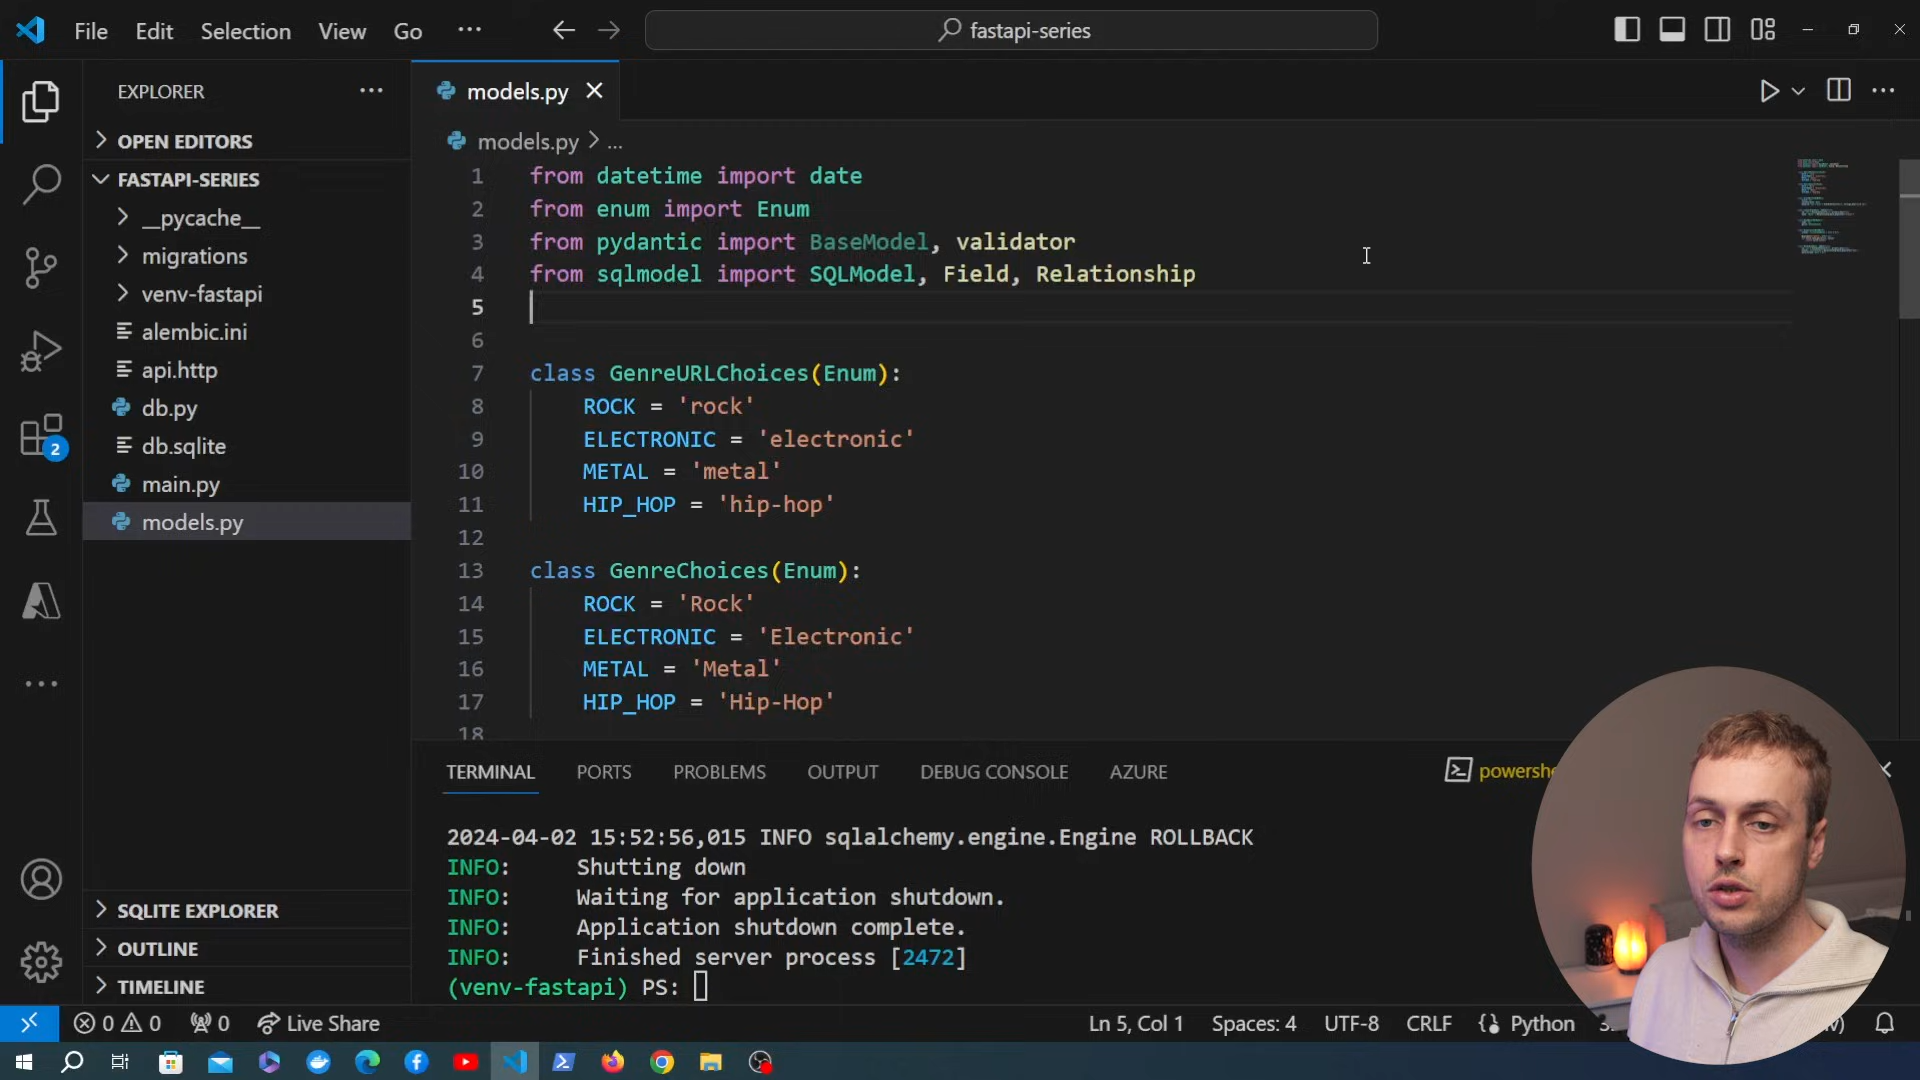 File Edit Selection View Go ···
fastapi-series
EXPLORER ···
OPEN EDITORS
FASTAPI-SERIES
__pycache__
migrations
venv-fastapi
alembic.ini
api.http
db.py
db.sqlite
main.py
models.py
SQLITE EXPLORER
OUTLINE
TIMELINE
2
models.py
models.py > ...
1 from datetime import date
2 from enum import Enum
3 from pydantic import BaseModel, validator
4 from sqlmodel import SQLModel, Field, Relationship
5
6
7 class GenreURLChoices(Enum):
8 ROCK = 'rock'
9 ELECTRONIC = 'electronic'
10 METAL = 'metal'
11 HIP_HOP = 'hip-hop'
12
13 class GenreChoices(Enum):
14 ROCK = 'Rock'
15 ELECTRONIC = 'Electronic'
16 METAL = 'Metal'
17 HIP_HOP = 'Hip-Hop'
18
TERMINAL PORTS PROBLEMS OUTPUT DEBUG CONSOLE AZURE
2024-04-02 15:52:56,015 INFO sqlalchemy.engine.Engine ROLLBACK
INFO: Shutting down
INFO: Waiting for application shutdown.
INFO: Application shutdown complete.
INFO: Finished server process [2472]
(venv-fastapi) PS:
0 0 0 Live Share Ln 5, Col 1 Spaces: 4 UTF-8 CRLF Python